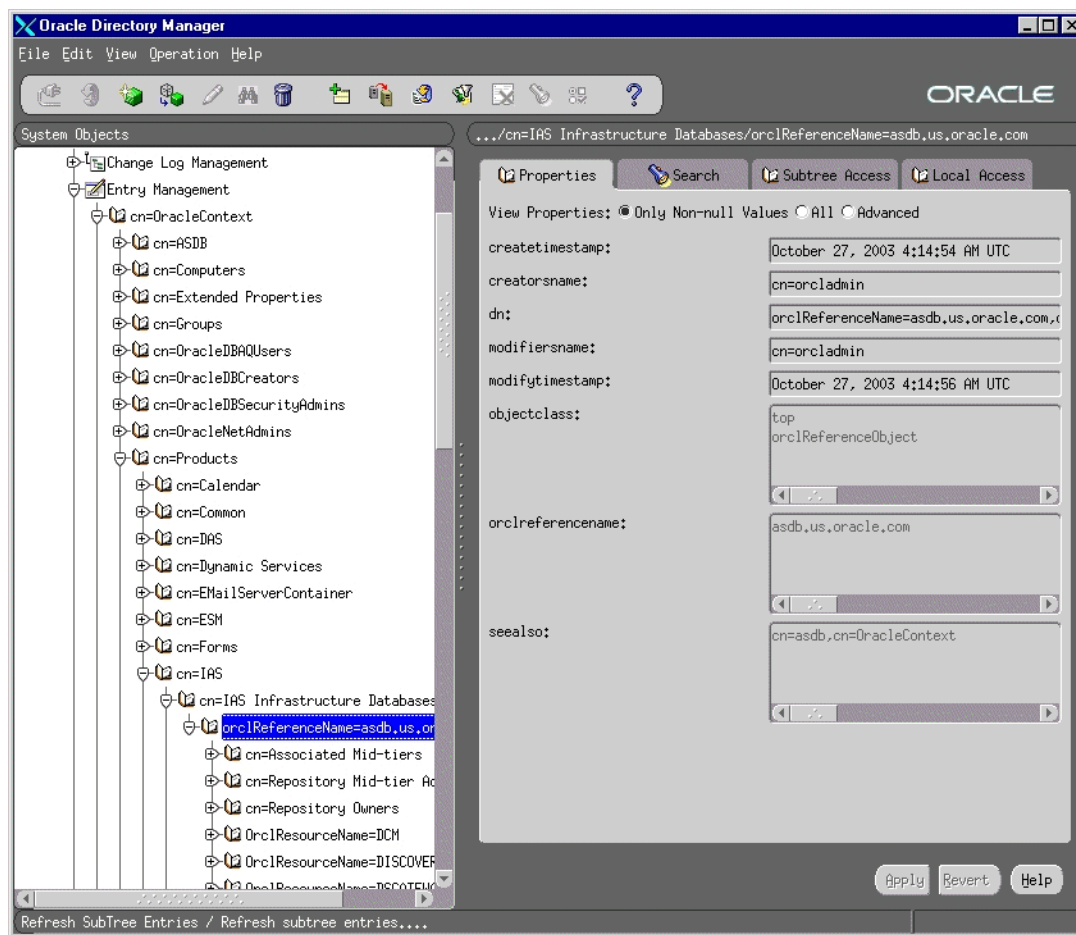 Oracle Directory Manager
File Edit View Operation Help
ORACLE
System Objects
Change Log Management
Entry Management
cn=OracleContext
cn=ASDB
cn=Computers
cn=Extended Properties
cn=Groups
cn=OracleDBAQUsers
cn=OracleDBCreators
cn=OracleDBSecurityAdmins
cn=OracleNetAdmins
cn=Products
cn=Calendar
cn=Common
cn=DAS
cn=Dynamic Services
cn=EMailServerContainer
cn=ESM
cn=Forms
cn=IAS
cn=IAS Infrastructure Databases
orclReferenceName=asdb.us.or
cn=Associated Mid-tiers
cn=Repository Mid-tier Ac
cn=Repository Owners
OrclResourceName=DCM
OrclResourceName=DISCOVER
.../cn=IAS Infrastructure Databases/orclReferenceName=asdb.us.oracle.com
Properties Search Subtree Access Local Access
View Properties: Only Non-null Values All Advanced
createtimestamp: October 27, 2003 4:14:54 AM UTC
creatorsname: cn=orcladmin
dn: orclReferenceName=asdb.us.oracle.com,c
modifiersname: cn=orcladmin
modifytimestamp: October 27, 2003 4:14:56 AM UTC
objectclass: top
orclReferenceObject
orclreferencename: asdb.us.oracle.com
seealso: cn=asdb,cn=OracleContext
Apply Revert Help
Refresh SubTree Entries / Refresh subtree entries....